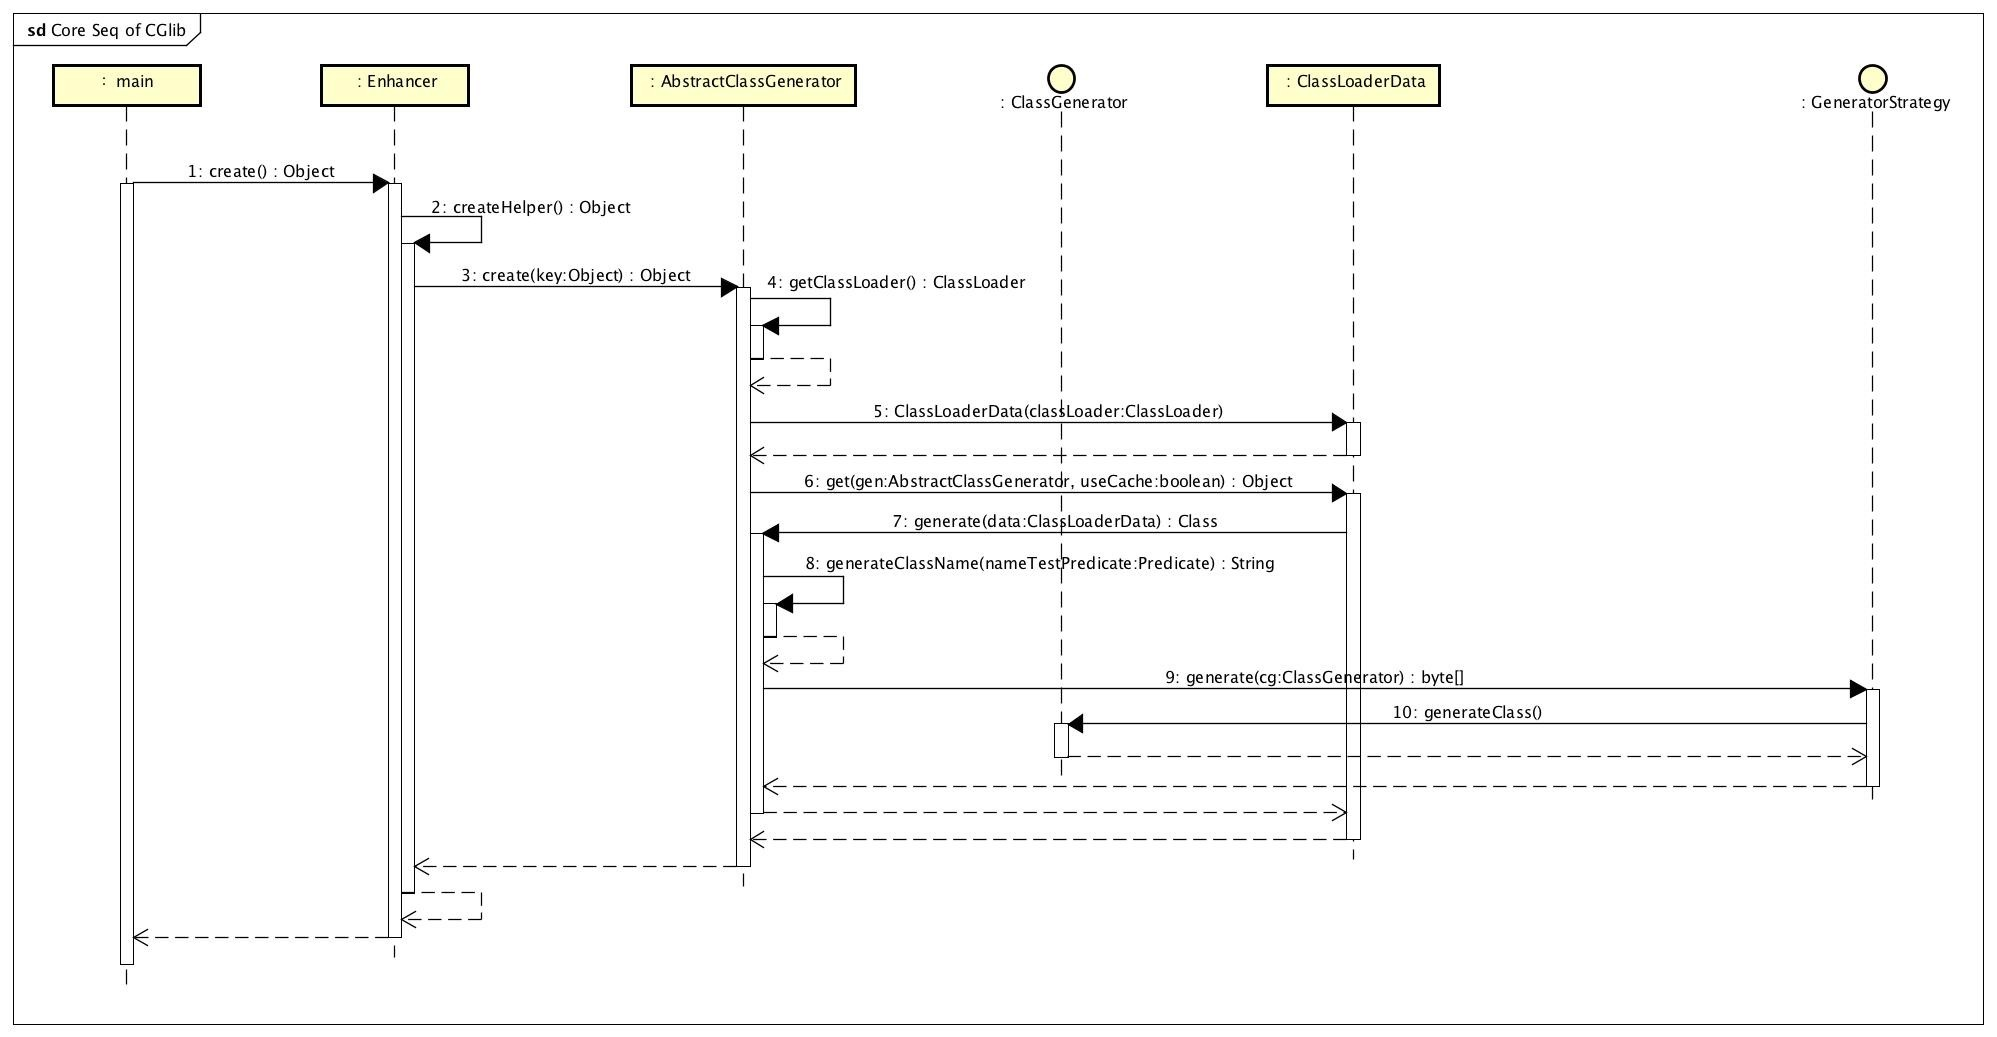 sd Core Seq of CGlib
: main
: Enhancer
: AbstractClassGenerator
: ClassGenerator
: ClassLoaderData
: GeneratorStrategy
1: create() : Object
2: createHelper() : Object
3: create(key:Object) : Object
4: getClassLoader() : ClassLoader
5: ClassLoaderData(classLoader:ClassLoader)
6: get(gen:AbstractClassGenerator, useCache:boolean) : Object
7: generate(data:ClassLoaderData) : Class
8: generateClassName(nameTestPredicate:Predicate) : String
9: generate(cg:ClassGenerator) : byte[]
10: generateClass()